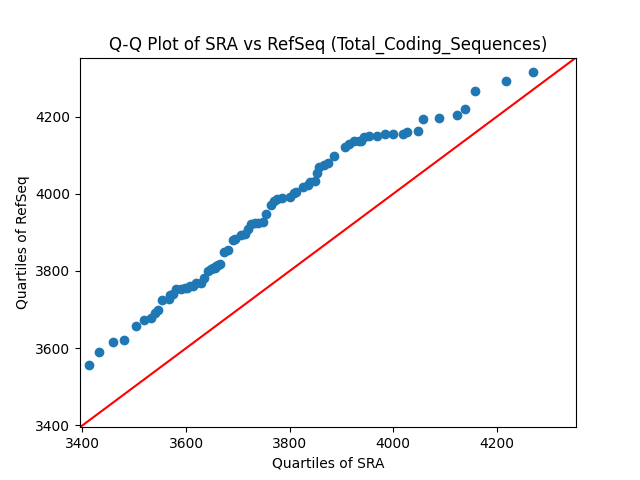 Q-Q Plot of SRA vs RefSeq (Total_Coding_Sequences)
Quartiles of RefSeq
4200
4000
3800
3600
3400
3400 3600 3800 4000 4200
Quartiles of SRA